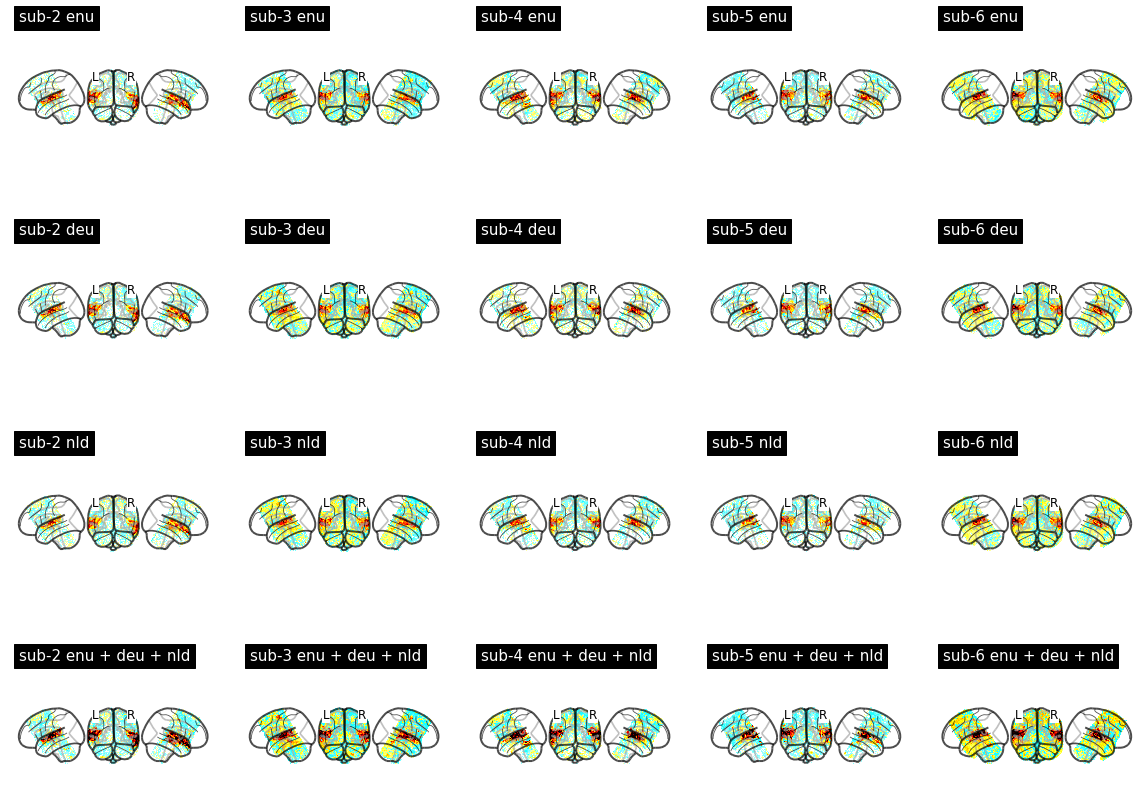 sub-2 enu
sub-3 enu
sub-4 enu
sub-5 enu
sub-6 enu
L R
L R
L R
L R
L R
sub-2 deu
sub-3 deu
sub-4 deu
sub-5 deu
sub-6 deu
L R
L R
L R
L R
L R
sub-2 nld
sub-3 nld
sub-4 nld
sub-5 nld
sub-6 nld
L R
L R
L R
L R
L R
sub-2 enu + deu + nld
sub-3 enu + deu + nld
sub-4 enu + deu + nld
sub-5 enu + deu + nld
sub-6 enu + deu + nld
L R
L R
L R
L R
L R